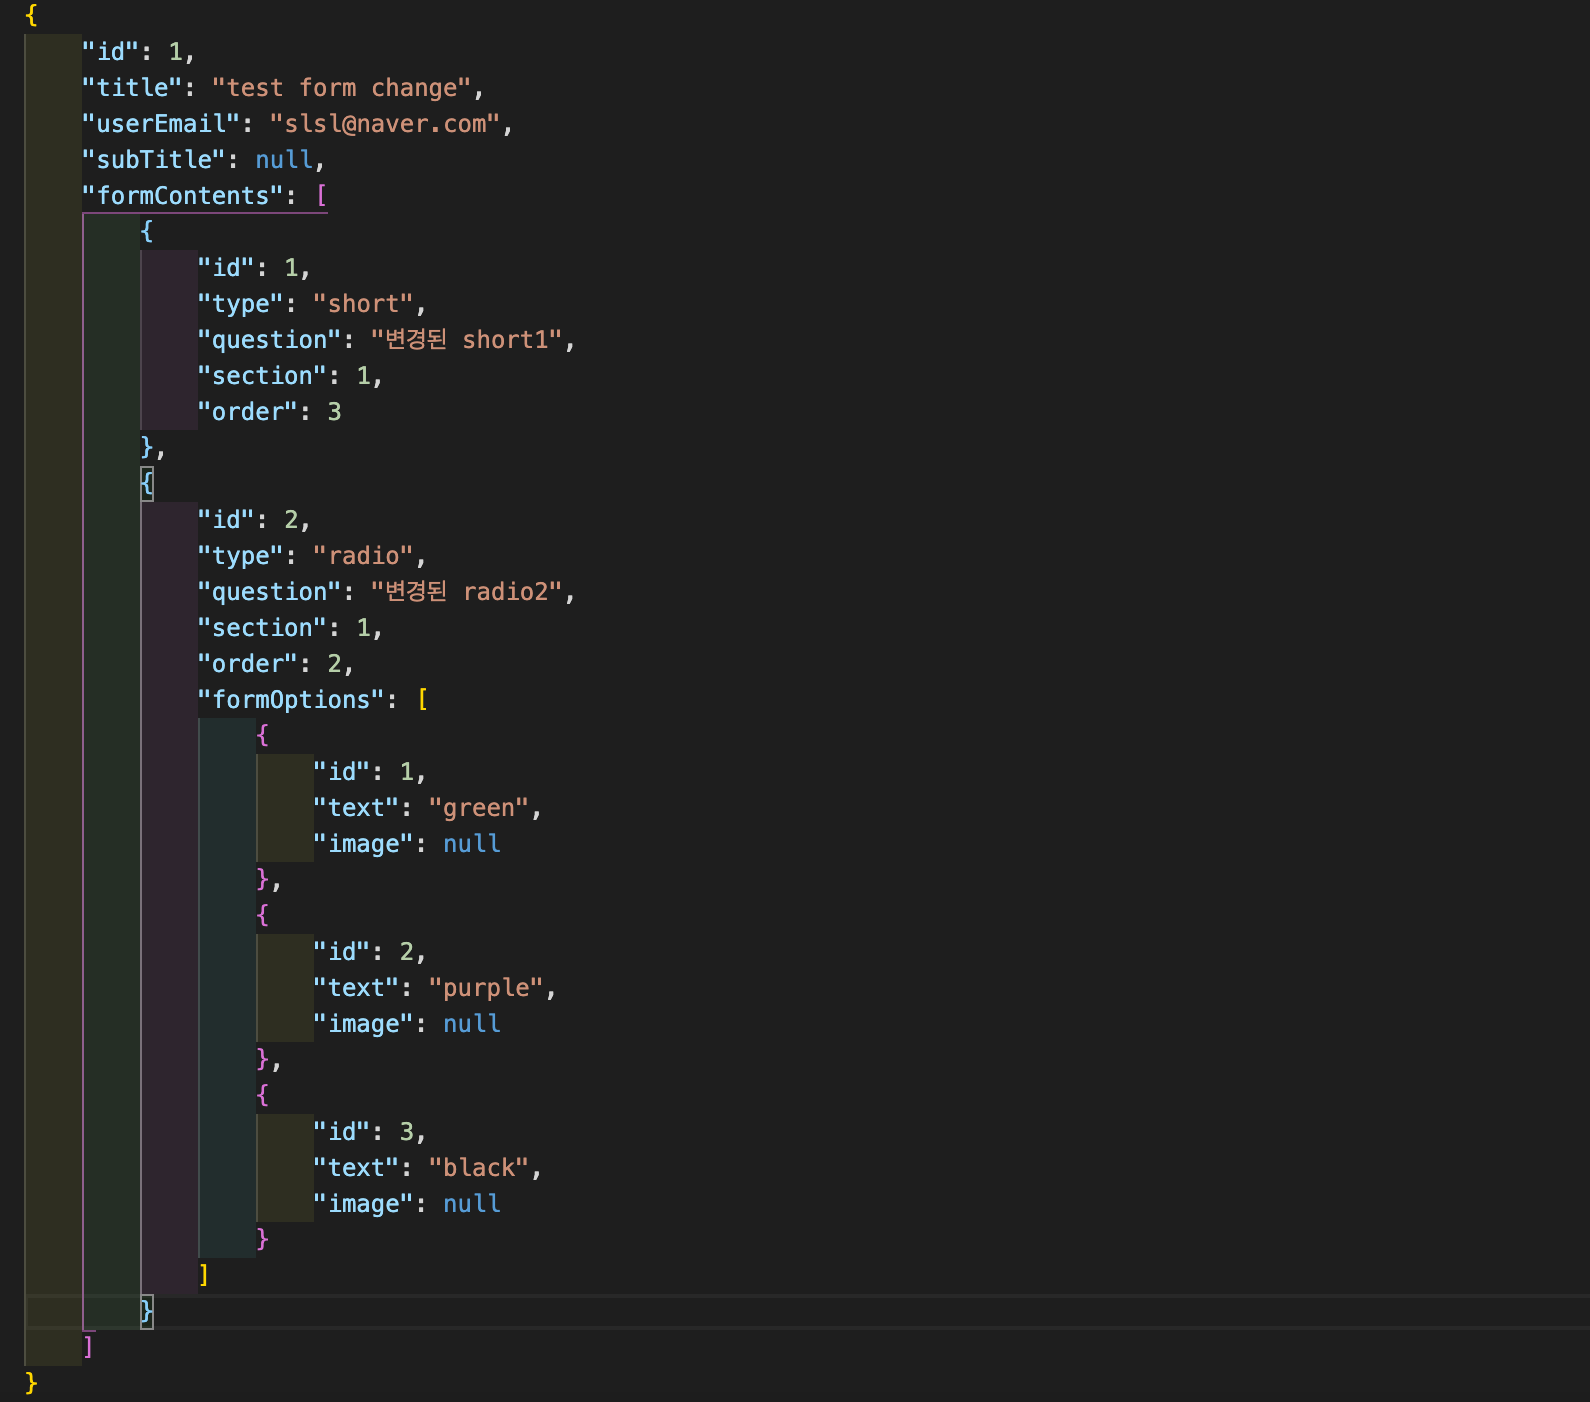 {
    "id": 1,
    "title": "test form change",
    "userEmail": "slsl@naver.com",
    "subTitle": null,
    "formContents": [
        {
            "id": 1,
            "type": "short",
            "question": "변경된 short1",
            "section": 1,
            "order": 3
        },
        {
            "id": 2,
            "type": "radio",
            "question": "변경된 radio2",
            "section": 1,
            "order": 2,
            "formOptions": [
                {
                    "id": 1,
                    "text": "green",
                    "image": null
                },
                {
                    "id": 2,
                    "text": "purple",
                    "image": null
                },
                {
                    "id": 3,
                    "text": "black",
                    "image": null
                }
            ]
        }
    ]
}